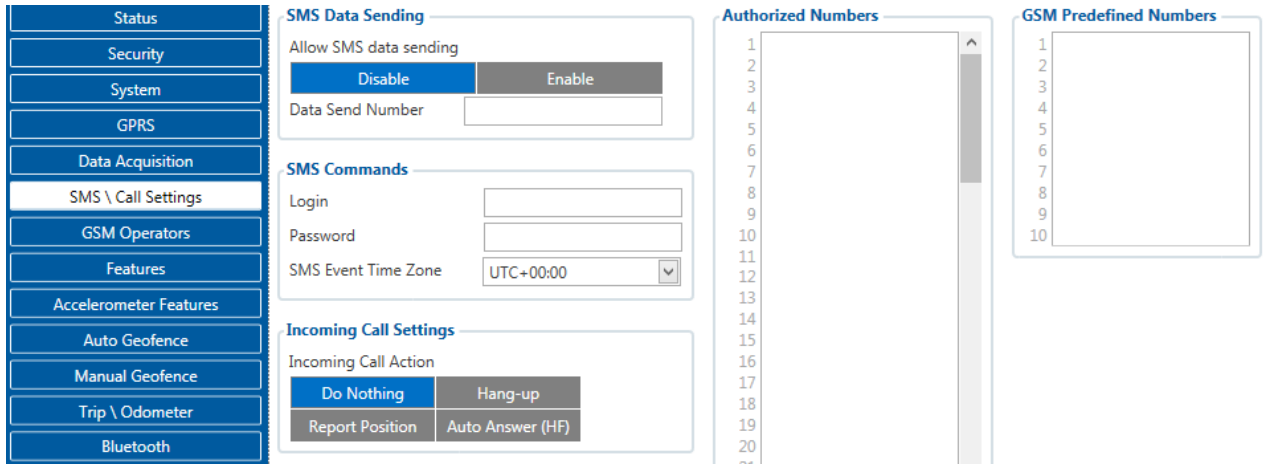 Status
Security
System
GPRS
Data Acquisition
SMS \ Call Settings
GSM Operators
Features
Accelerometer Features
Auto Geofence
Manual Geofence
Trip \ Odometer
Bluetooth
SMS Data Sending
Allow SMS data sending
Disable Enable
Data Send Number
SMS Commands
Login
Password
SMS Event Time Zone UTC+00:00
Incoming Call Settings
Incoming Call Action
Do Nothing Hang-up
Report Position Auto Answer (HF)
Authorized Numbers
1
2
3
4
5
6
7
8
9
10
11
12
13
14
15
16
17
18
19
20
GSM Predefined Numbers
1
2
3
4
5
6
7
8
9
10